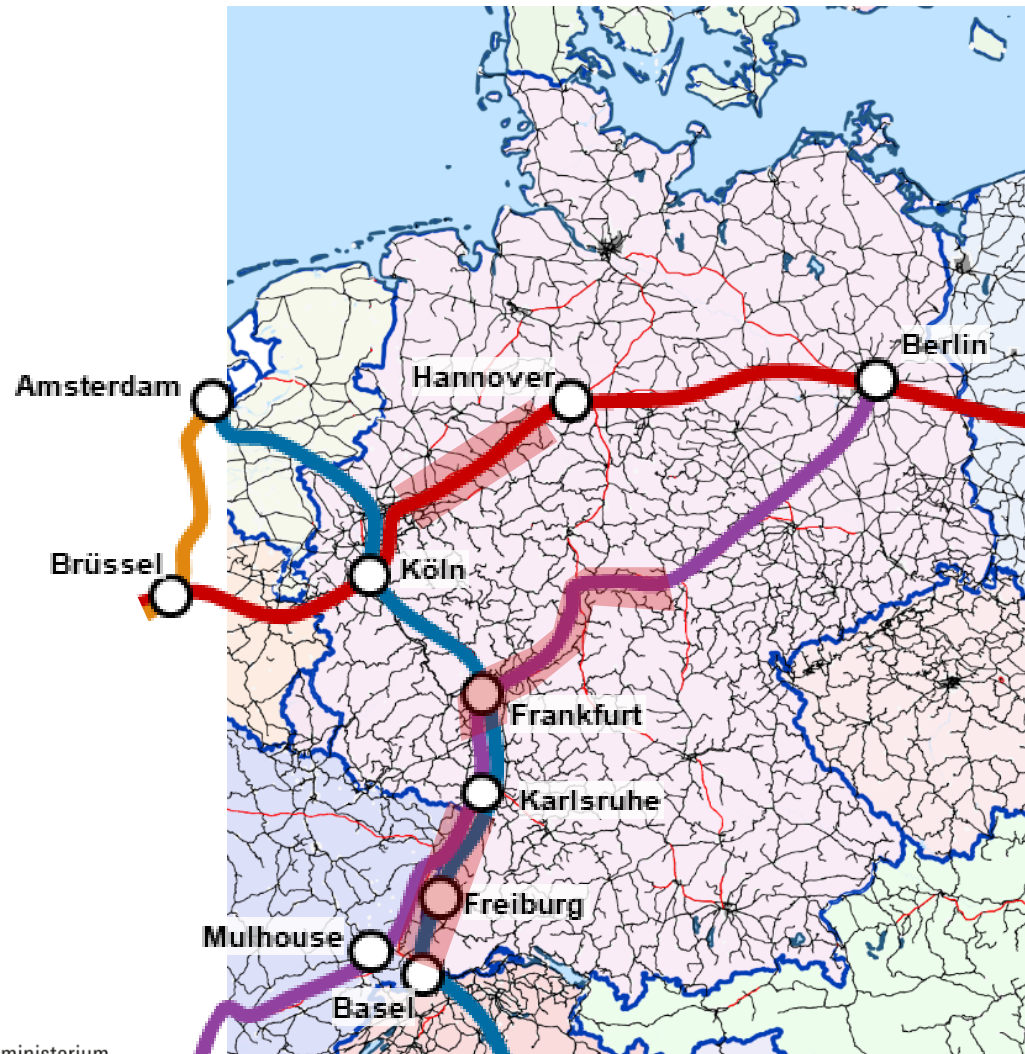 Berlin
Hannover
Amsterdam
Brüssel
Köln
Frankfurt
Karlsruhe
Freiburg
Mulhouse
Basel
ministerium